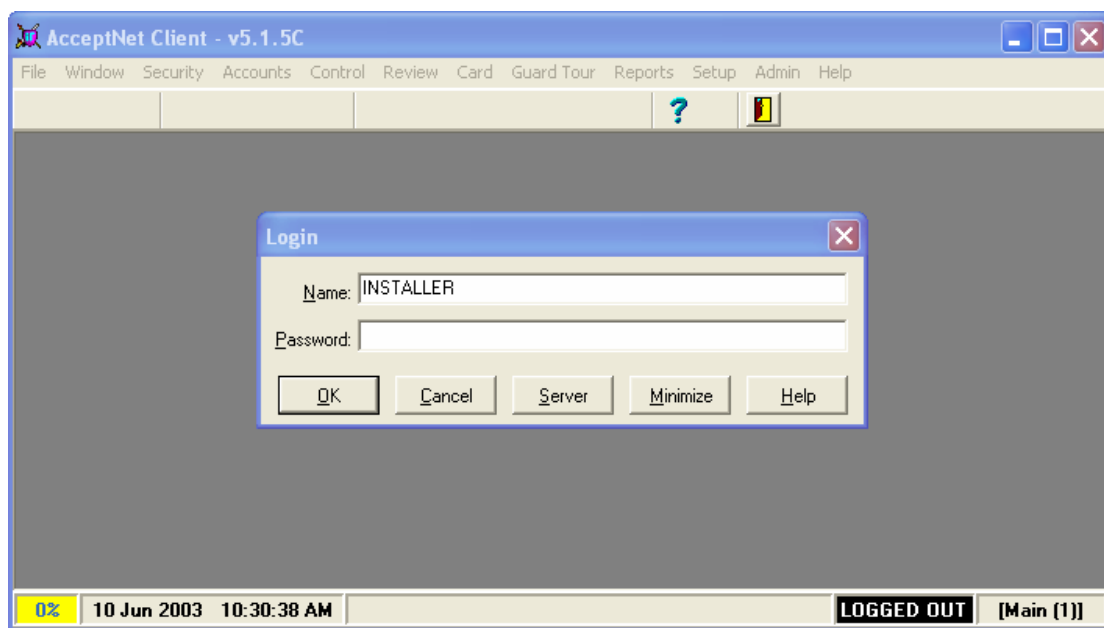 AcceptNet Client - v5.1.5C
File Window Security Accounts Control Review Card Guard Tour Reports Setup Admin Help
?
Login
Name: INSTALLER
Password:
OK Cancel Server Minimize Help
0% 10 Jun 2003 10:30:38 AM LOGGED OUT [Main (1)]